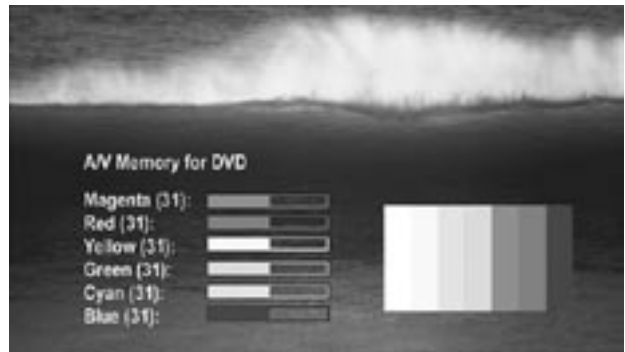 A/V Memory for DVD
Magenta (31):
Red (31):
Yellow (31):
Green (31):
Cyan (31):
Blue (31):